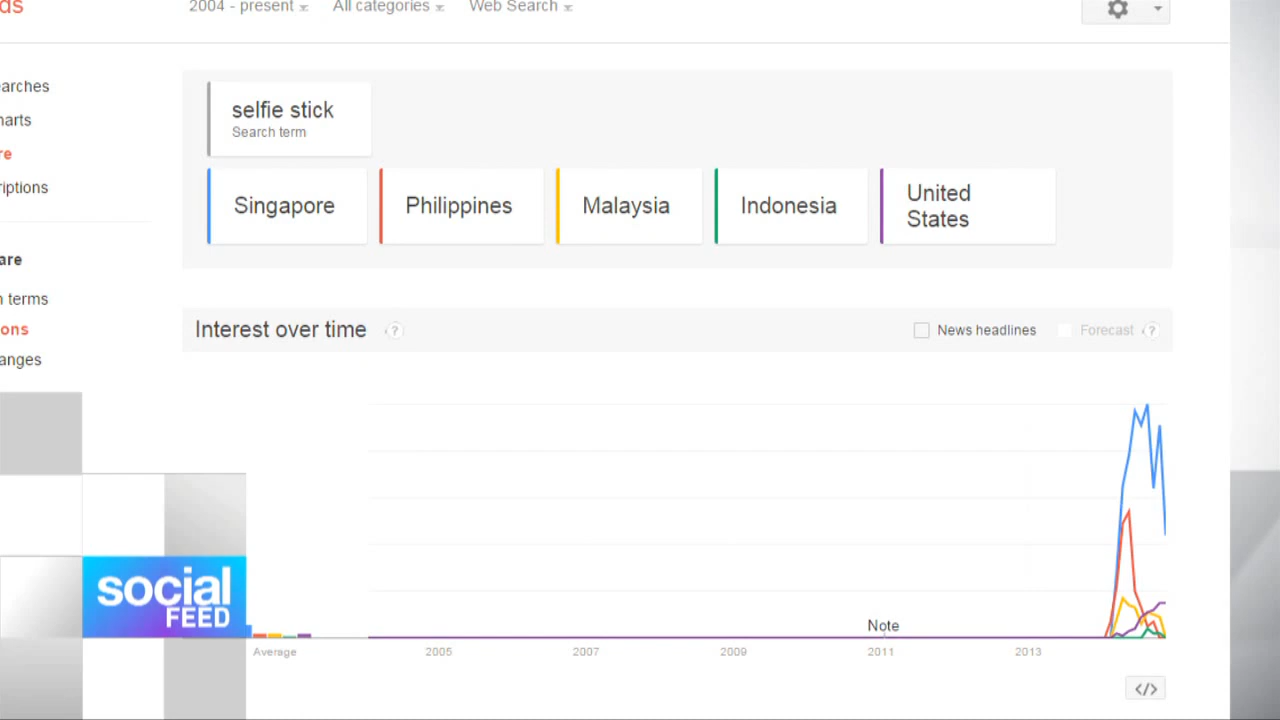 ds
2004 - present All categories Web Search
earches
harts
re
riptions
are
n terms
ons
anges
selfie stick
Search term
Singapore Philippines Malaysia Indonesia United States
Interest over time ? News headlines Forecast ?
Note
Average 2005 2007 2009 2011 2013
</>
social
FEED